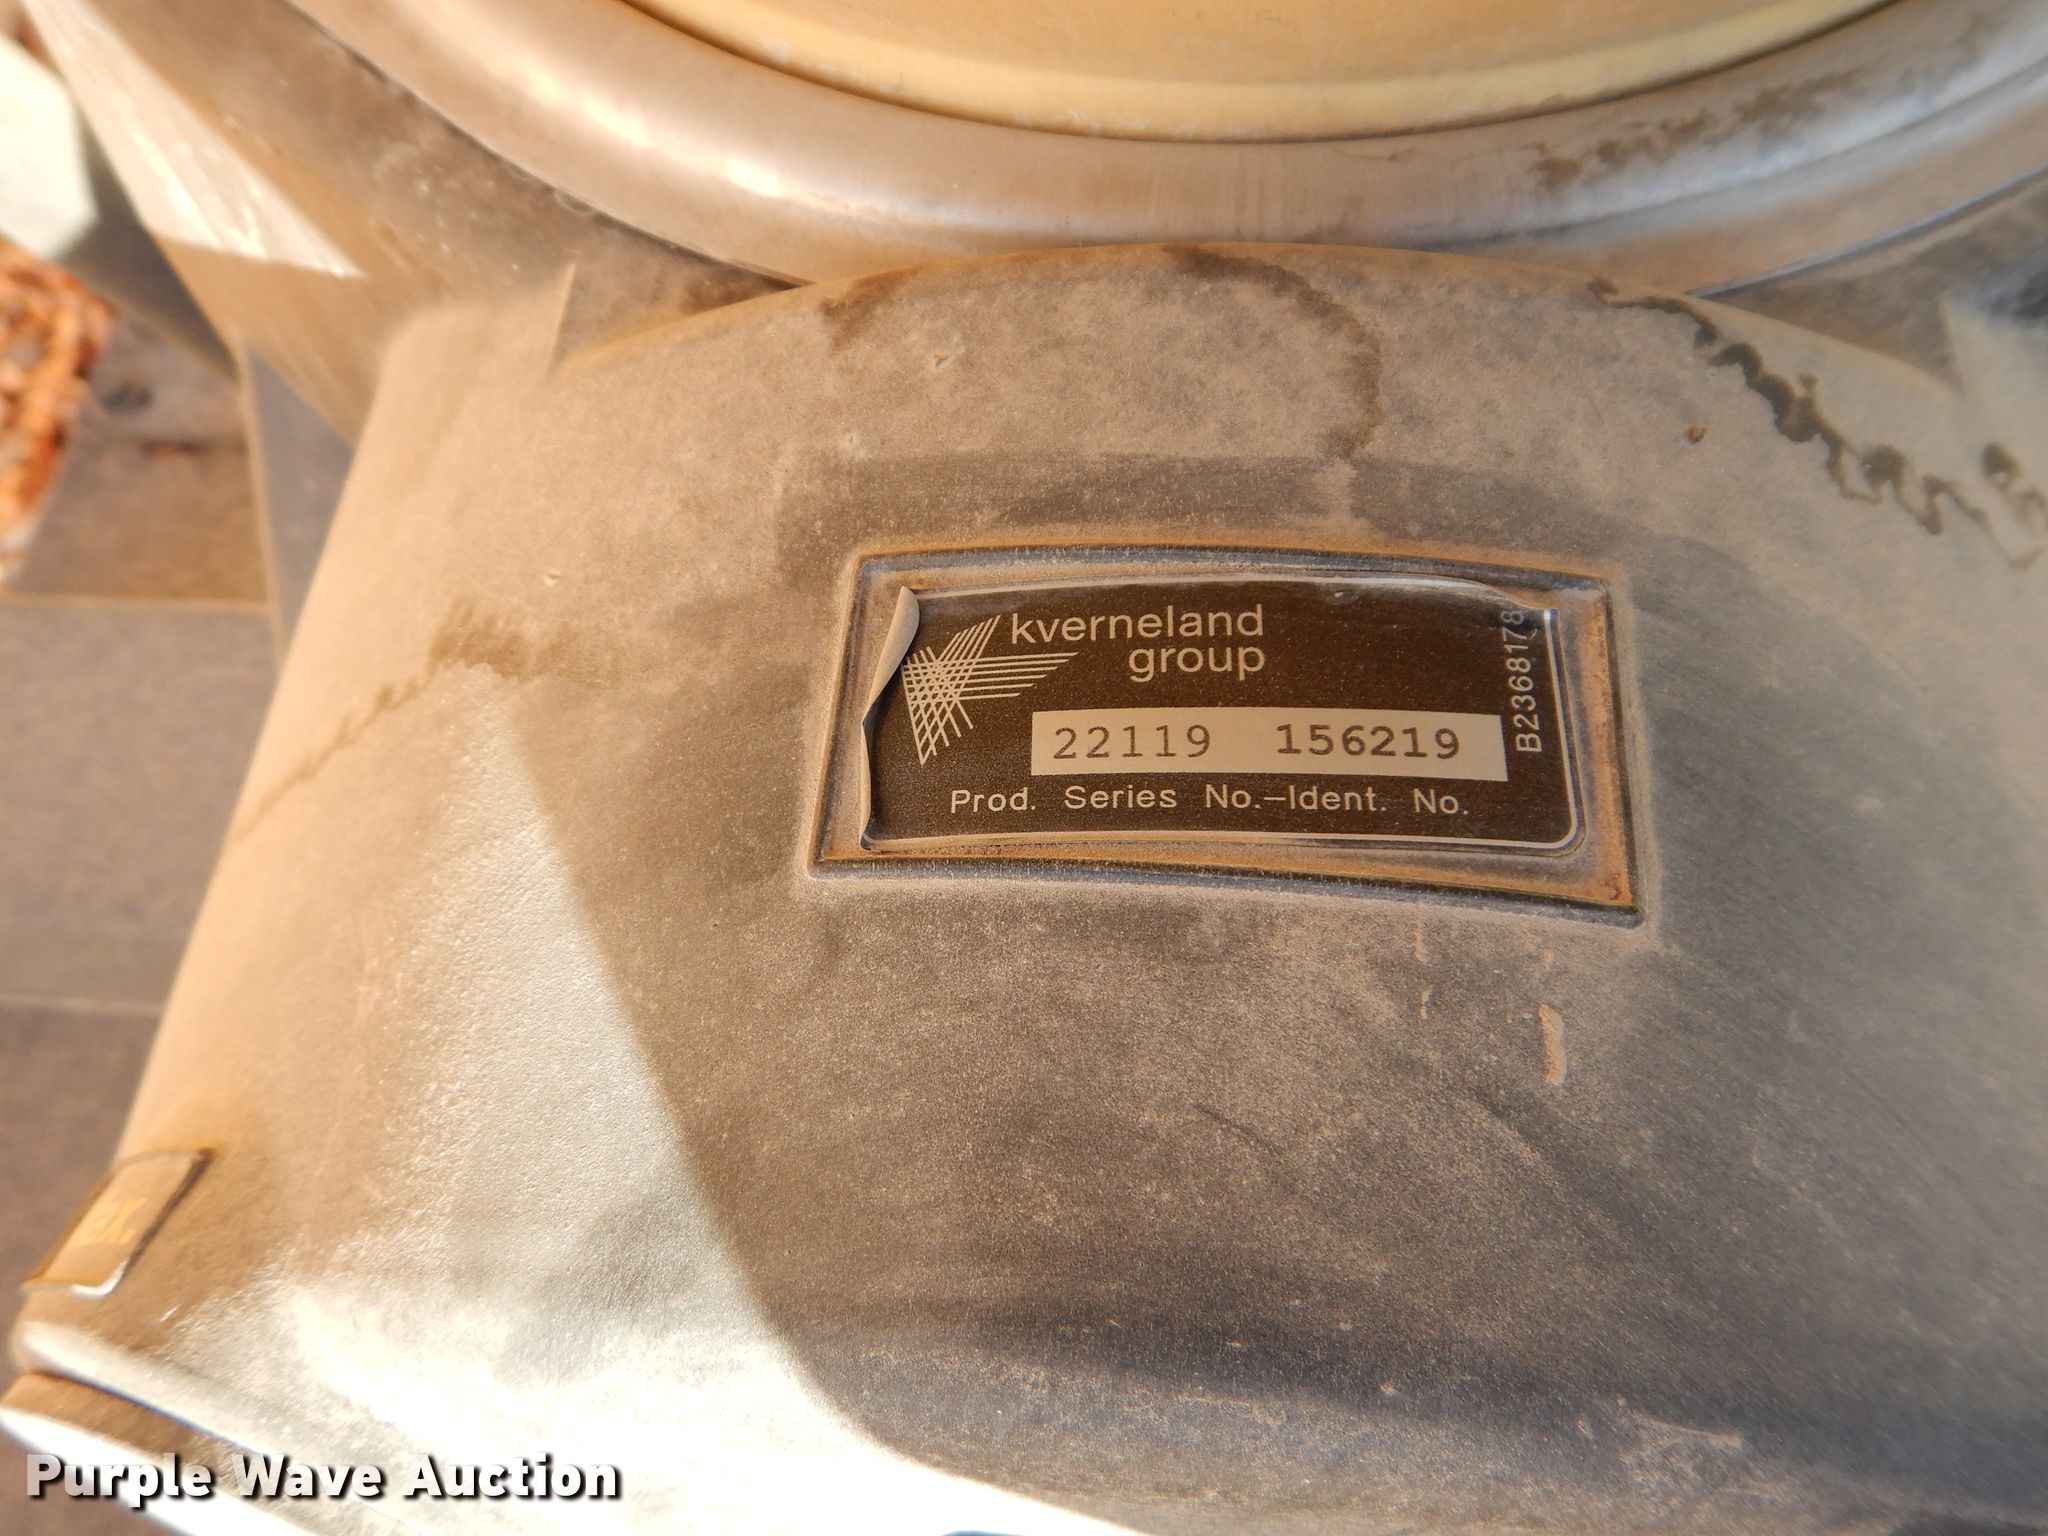 kverneland
group
22119 156219
Prod. Series No.-Ident. No.
B2368178
Purple Wave Auction